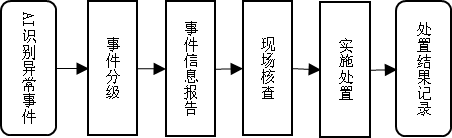 AI识别异常事件
事件分级
事件信息报告
现场核查
实施处置
处置结果记录